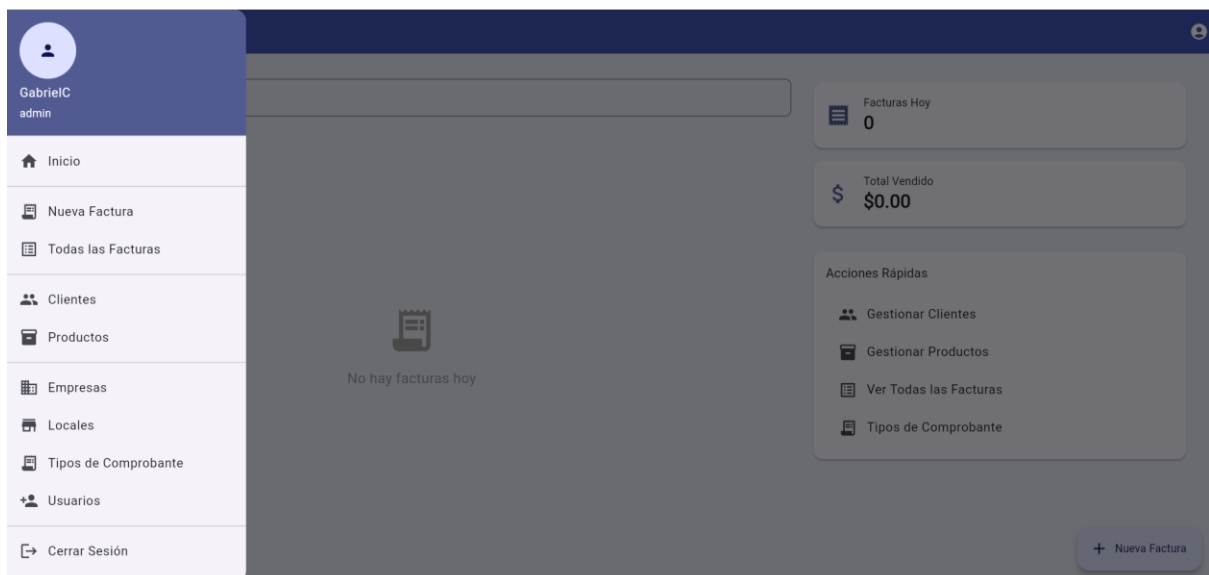 GabrielC
admin
Inicio
Nueva Factura
Todas las Facturas
Clientes
Productos
Empresas
Locales
Tipos de Comprobante
Usuarios
Cerrar Sesión
No hay facturas hoy
Facturas Hoy
0
Total Vendido
$0.00
Acciones Rápidas
Gestionar Clientes
Gestionar Productos
Ver Todas las Facturas
Tipos de Comprobante
+ Nueva Factura